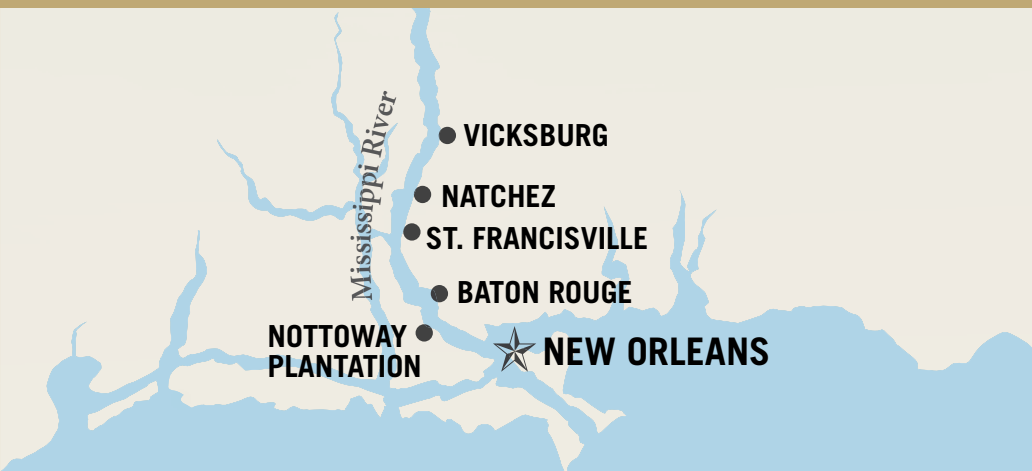 Mississippi River
VICKSBURG
NATCHEZ
ST. FRANCISVILLE
BATON ROUGE
NOTTOWAY
PLANTATION
NEW ORLEANS